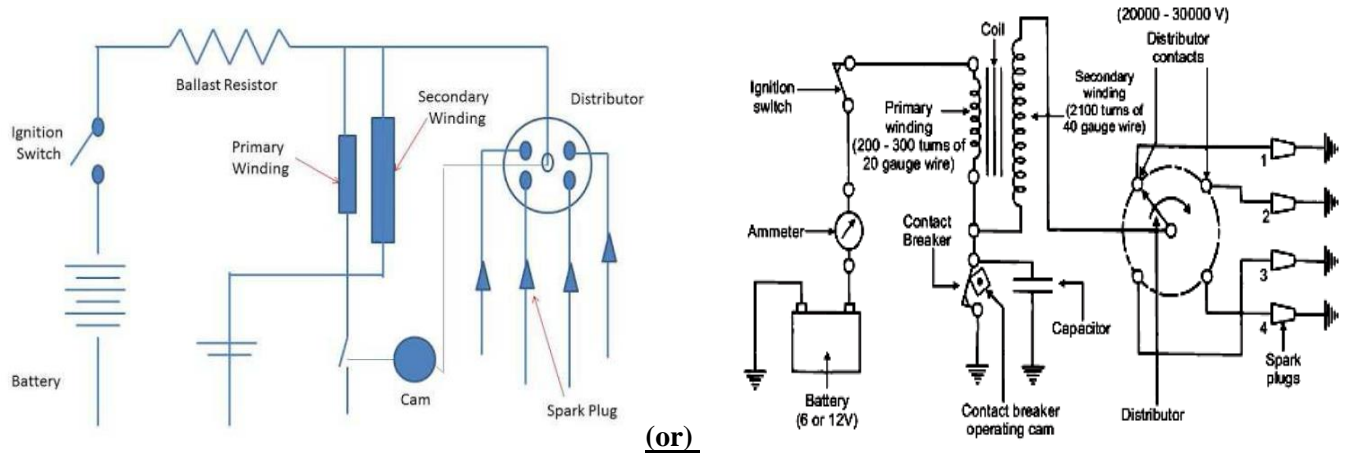 Ballast Resistor
Ignition
Switch
Primary
Winding
Secondary
Winding
Distributor
Battery
Cam
Spark Plug
(or)
(20000 - 30000 V)
Coil
Distributor
contacts
Ignition
switch
Primary
winding
(200 - 300 turns of
20 gauge wire)
Secondary
winding
(2100 turns of
40 gauge wire)
1
2
3
4
Ammeter
Contact
Breaker
Capacitor
Spark
plugs
Battery
(6 or 12V)
Contact breaker
operating cam
Distributor